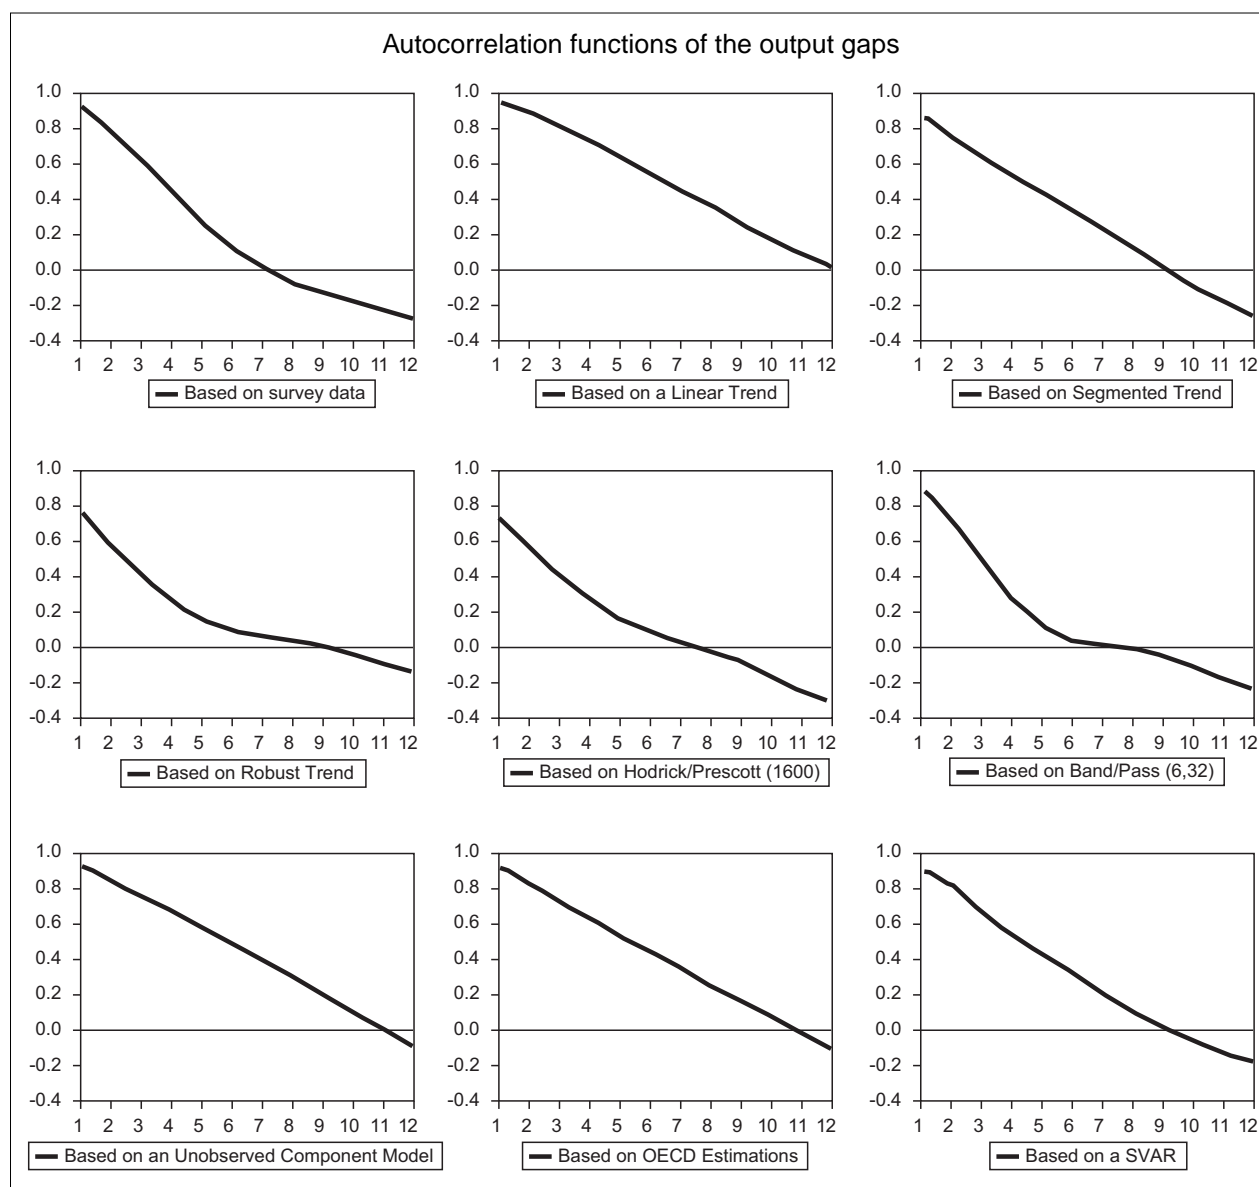 Autocorrelation functions of the output gaps
1.0 1.0 1.0
0.8 0.8 0.8
0.6 0.6 0.6
0.4 0.4 0.4
0.2 0.2 0.2
0.0 0.0 0.0
-0.2 -0.2 -0.2
-0.4 -0.4 -0.4
1 2 3 4 5 6 7 8 9 10 11 12 1 2 3 4 5 6 7 8 9 10 11 12 1 2 3 4 5 6 7 8 9 10 11 12
Based on survey data Based on a Linear Trend Based on Segmented Trend
1.0 1.0 1.0
0.8 0.8 0.8
0.6 0.6 0.6
0.4 0.4 0.4
0.2 0.2 0.2
0.0 0.0 0.0
-0.2 -0.2 -0.2
-0.4 -0.4 -0.4
1 2 3 4 5 6 7 8 9 10 11 12 1 2 3 4 5 6 7 8 9 10 11 12 1 2 3 4 5 6 7 8 9 10 11 12
Based on Robust Trend Based on Hodrick/Prescott (1600) Based on Band/Pass (6,32)
1.0 1.0 1.0
0.8 0.8 0.8
0.6 0.6 0.6
0.4 0.4 0.4
0.2 0.2 0.2
0.0 0.0 0.0
-0.2 -0.2 -0.2
-0.4 -0.4 -0.4
1 2 3 4 5 6 7 8 9 10 11 12 1 2 3 4 5 6 7 8 9 10 11 12 1 2 3 4 5 6 7 8 9 10 11 12
Based on an Unobserved Component Model Based on OECD Estimations Based on a SVAR